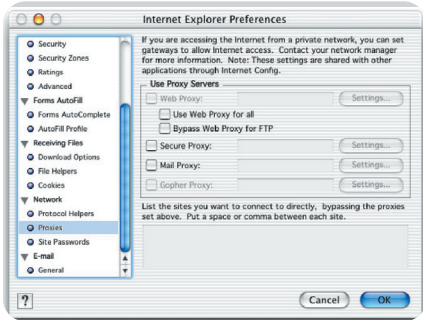 Internet Explorer Preferences
Security
Security Zones
Ratings
Advanced
Forms AutoFill
Forms AutoComplete
AutoFill Profile
Receiving Files
Download Options
File Helpers
Cookies
Network
Protocol Helpers
Proxies
Site Passwords
E-mail
General
If you are accessing the Internet from a private network, you can set
gateways to allow Internet access. Contact your network manager
for more information. Note: These settings are shared with other
applications through Internet Config.
Use Proxy Servers
Web Proxy: Settings...
Use Web Proxy for all
Bypass Web Proxy for FTP
Secure Proxy: Settings...
Mail Proxy: Settings...
Gopher Proxy: Settings...
List the sites you want to connect to directly, bypassing the proxies
set above. Put a space or comma between each site.
? Cancel OK